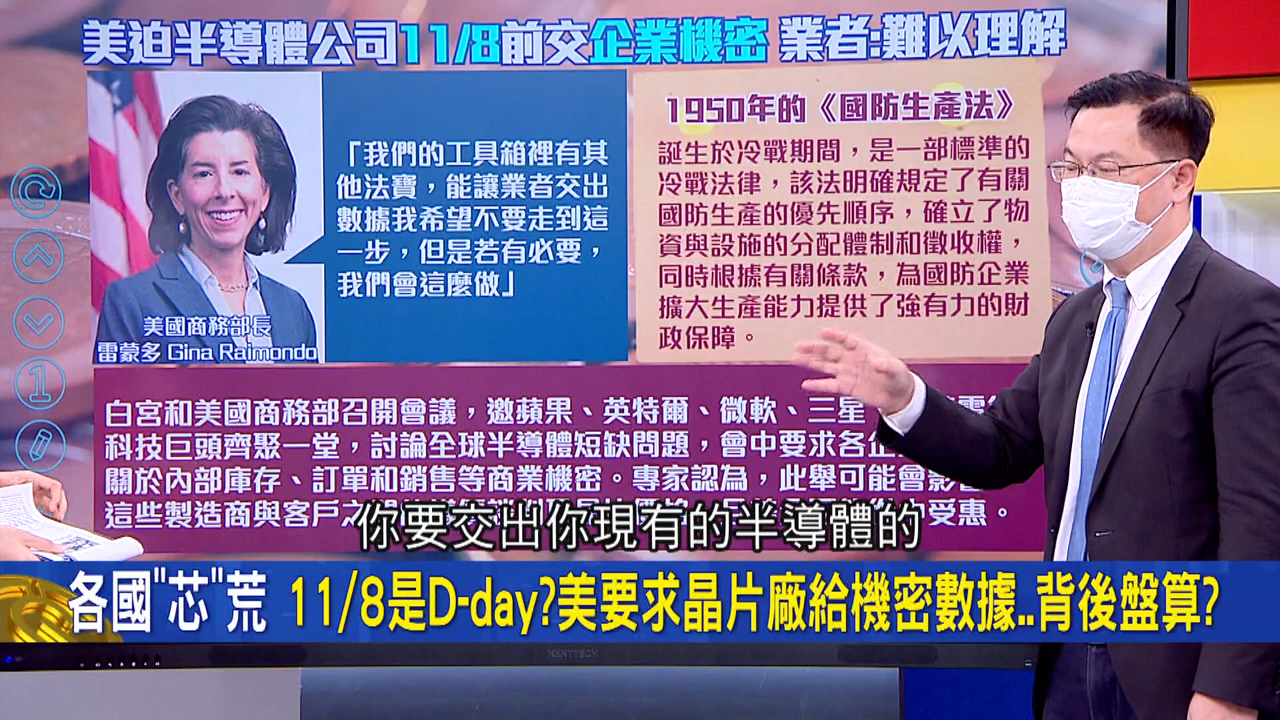 美迫半導體公司11/8前交企業機密 業者:難以理解
「我們的工具箱裡有其
他法寶，能讓業者交出
數據我希望不要走到這
一步，但是若有必要，
我們會這麼做」
美國商務部長
雷蒙多 Gina Raimondo
1950年的《國防生產法》
誕生於冷戰期間，是一部標準的
冷戰法律，該法明確規定了有關
國防生產的優先順序，確立了物
資與設施的分配體制和徵收權，
同時根據有關條款，為國防企業
擴大生產能力提供了強有力的財
政保障。
白宮和美國商務部召開會議，邀蘋果、英特爾、微軟、三星
科技巨頭齊聚一堂，討論全球半導體短缺問題，會中要求各企
關於內部庫存、訂單和銷售等商業機密。專家認為，此舉可能會影
這些製造商與客戶之 受惠。
你要交出你現有的半導體的
各國"芯"荒 11/8是D-day?美要求晶片廠給機密數據..背後盤算?
1